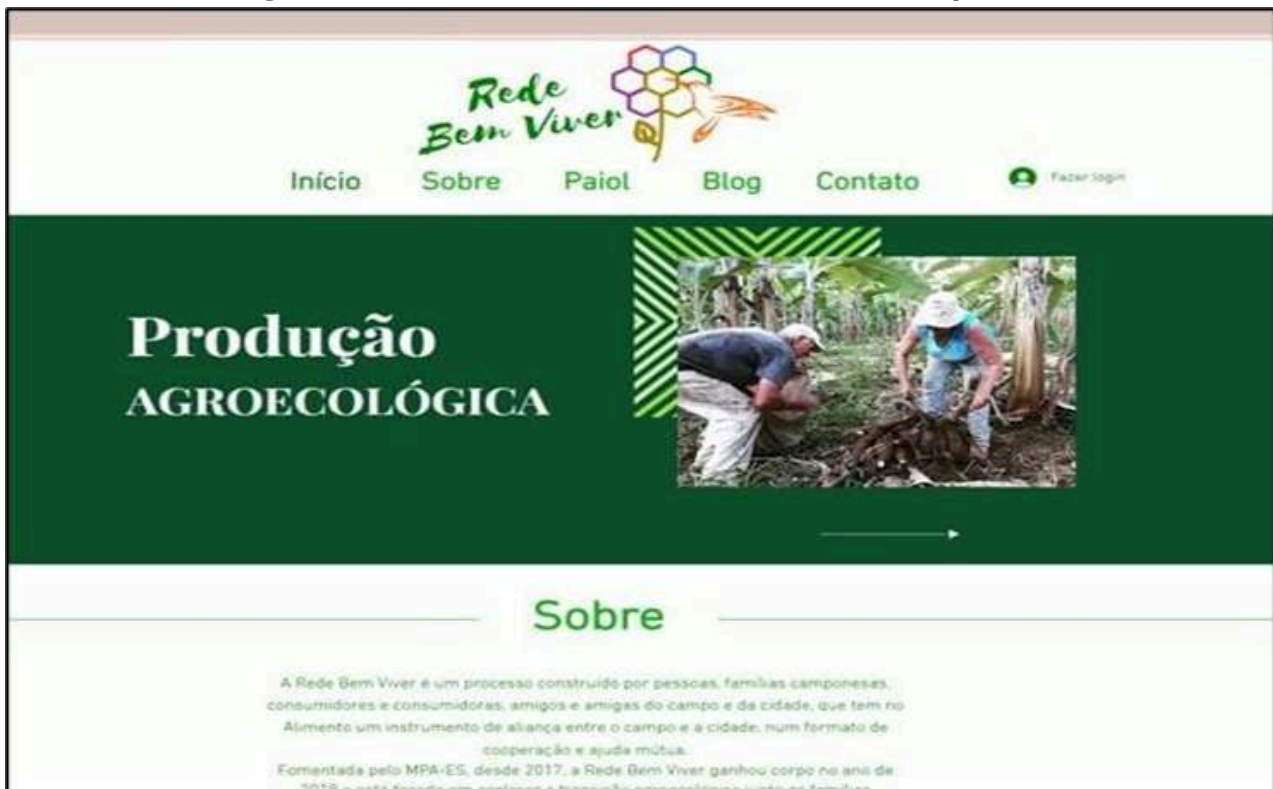 Rede
Bem Viver
Início Sobre Paiol Blog Contato Fazer login
Produção
AGROECOLÓGICA
Sobre
A Rede Bem Viver é um processo construído por pessoas, famílias camponesas,
consumidores e consumidoras, amigos e amigas do campo e da cidade, que tem no
Alimento um instrumento de aliança entre o campo e a cidade, num formato de
cooperação e ajuda mútua.
Fomentada pelo MPA-ES, desde 2017, a Rede Bem Viver ganhou corpo no ano de